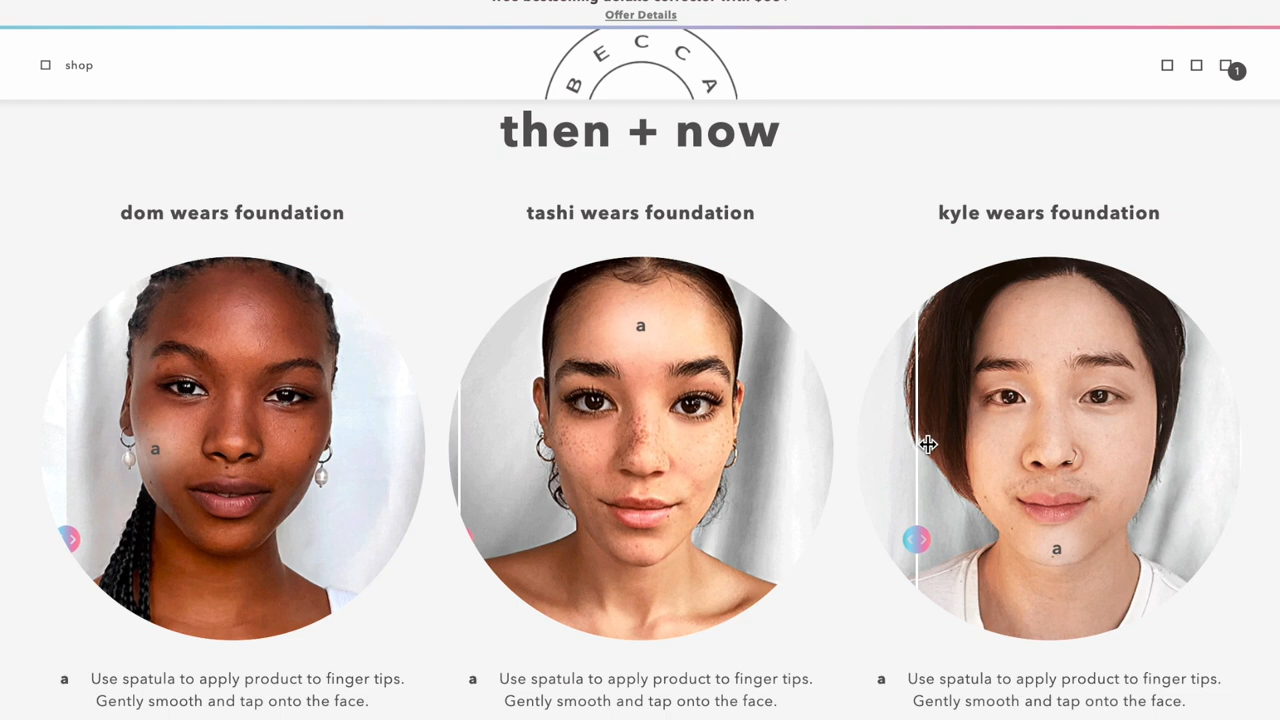 Offer Details
shop
BECCA
1
then + now
dom wears foundation
tashi wears foundation
kyle wears foundation
a
a
a
a Use spatula to apply product to finger tips.
Gently smooth and tap onto the face.
a Use spatula to apply product to finger tips.
Gently smooth and tap onto the face.
a Use spatula to apply product to finger tips.
Gently smooth and tap onto the face.